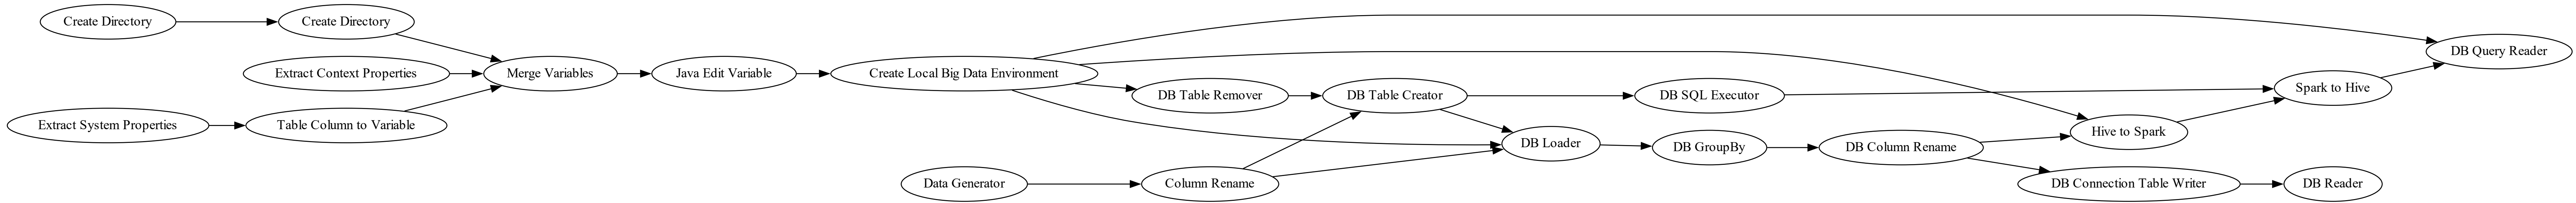 Create Directory
Create Directory
Extract Context Properties
Extract System Properties
Table Column to Variable
Merge Variables
Java Edit Variable
Create Local Big Data Environment
DB Table Remover
DB Table Creator
DB SQL Executor
Data Generator
Column Rename
DB Loader
DB GroupBy
DB Column Rename
Hive to Spark
Spark to Hive
DB Query Reader
DB Connection Table Writer
DB Reader